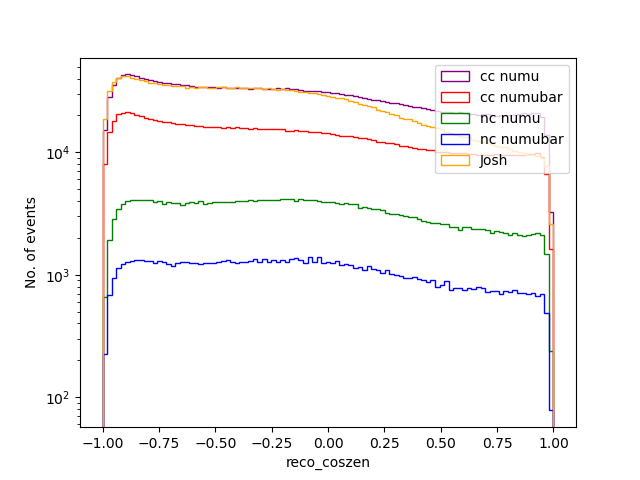 cc numu
cc numubar
nc numu
nc numubar
Josh
No. of events
10^4
10^3
10^2
−1.00 −0.75 −0.50 −0.25 0.00 0.25 0.50 0.75 1.00
reco_coszen